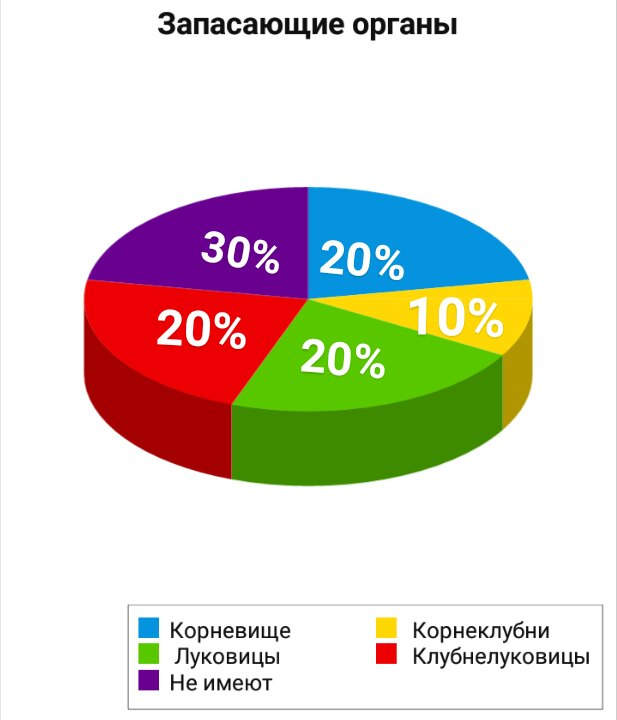 Запасающие органы
30%
20%
10%
20%
20%
Корневище
Корнеклубни
Луковицы
Клубнелуковицы
Не имеют